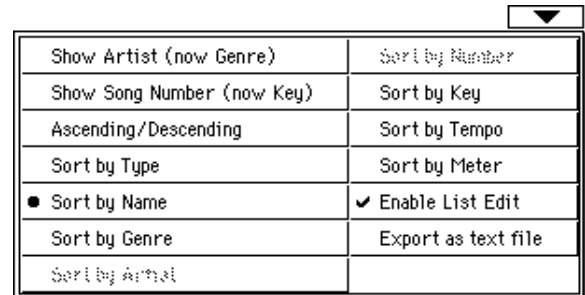 Show Artist (now Genre)
Show Song Number (now Key)
Ascending/Descending
Sort by Type
Sort by Name
Sort by Genre
Sort by Artist
Sort by Number
Sort by Key
Sort by Tempo
Sort by Meter
Enable List Edit
Export as text file